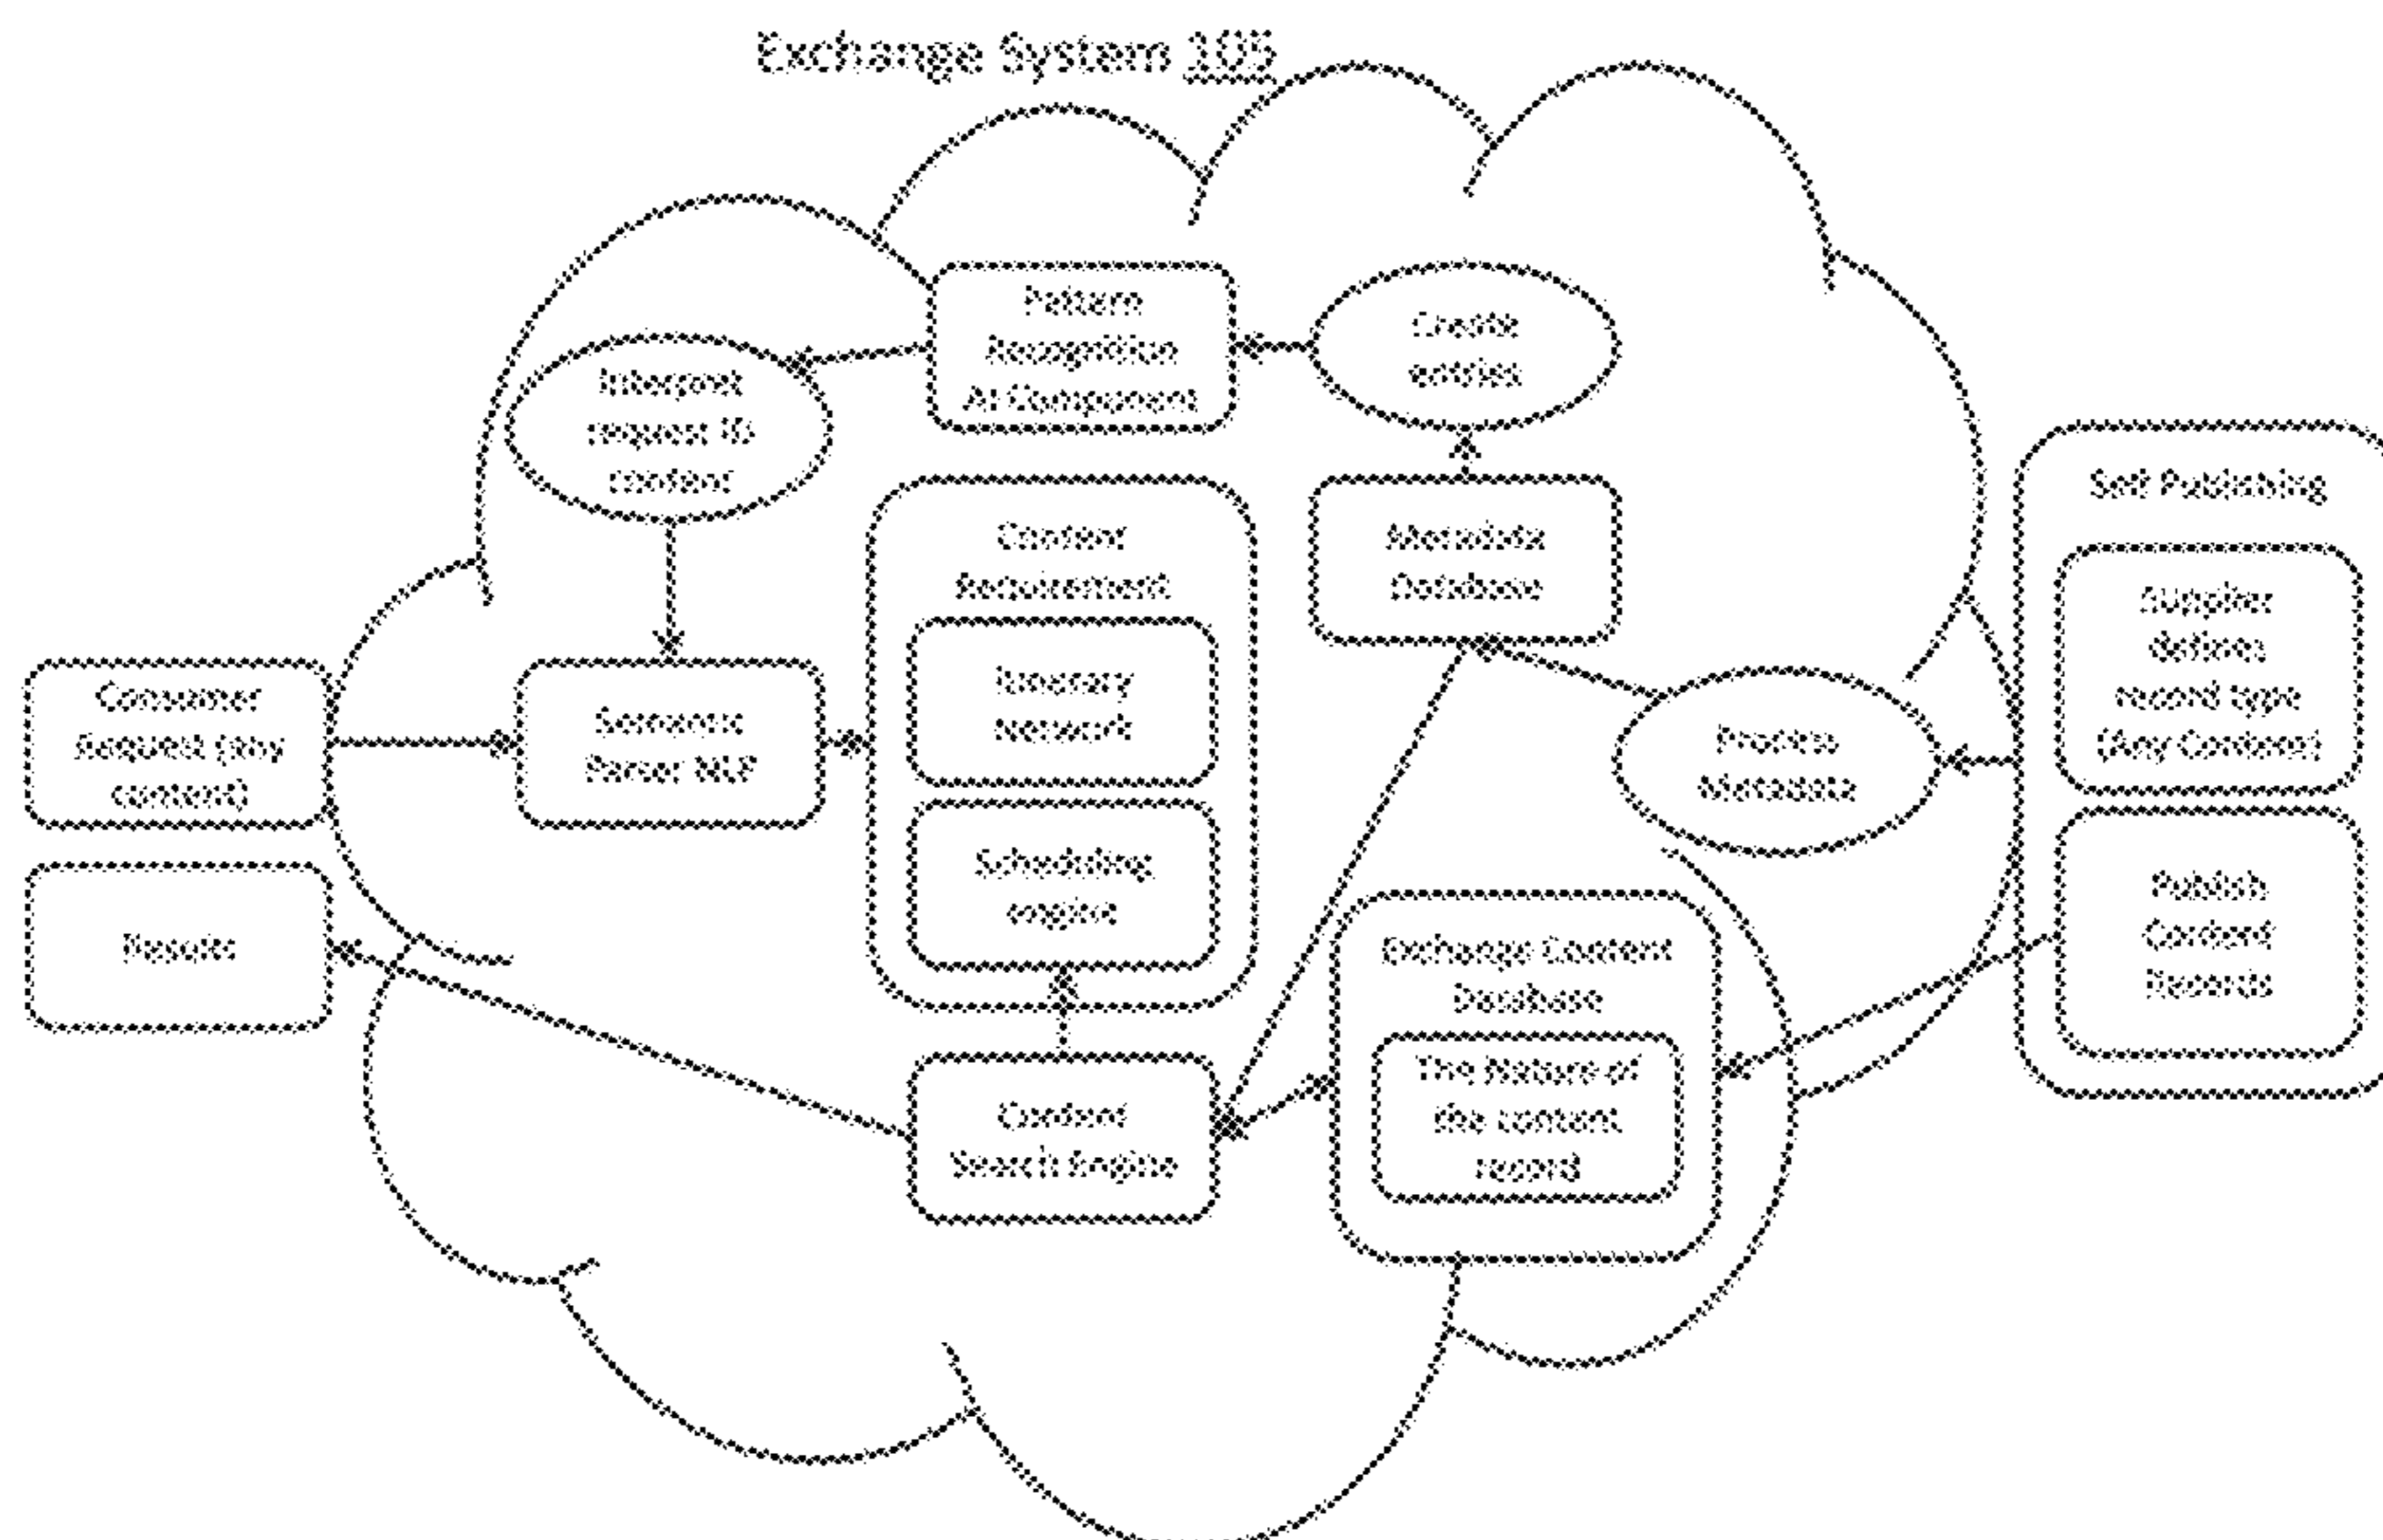 Exchange System 105
Pattern
Recognition
AI Component
Create
entries
Interpret
request ID
content
Content
Requirement
Metadata
Database
Self Publishing
Supplier
defines
record type
(Any Content)
Consumer
Request (any
content)
Semantic
Parser NLP
Itinerary
Network
Process
Metadata
Scheduling
engine
Publish
Content
Records
Results
Exchange Content
Database
The Nature of
the content
record
Content
Search Engine